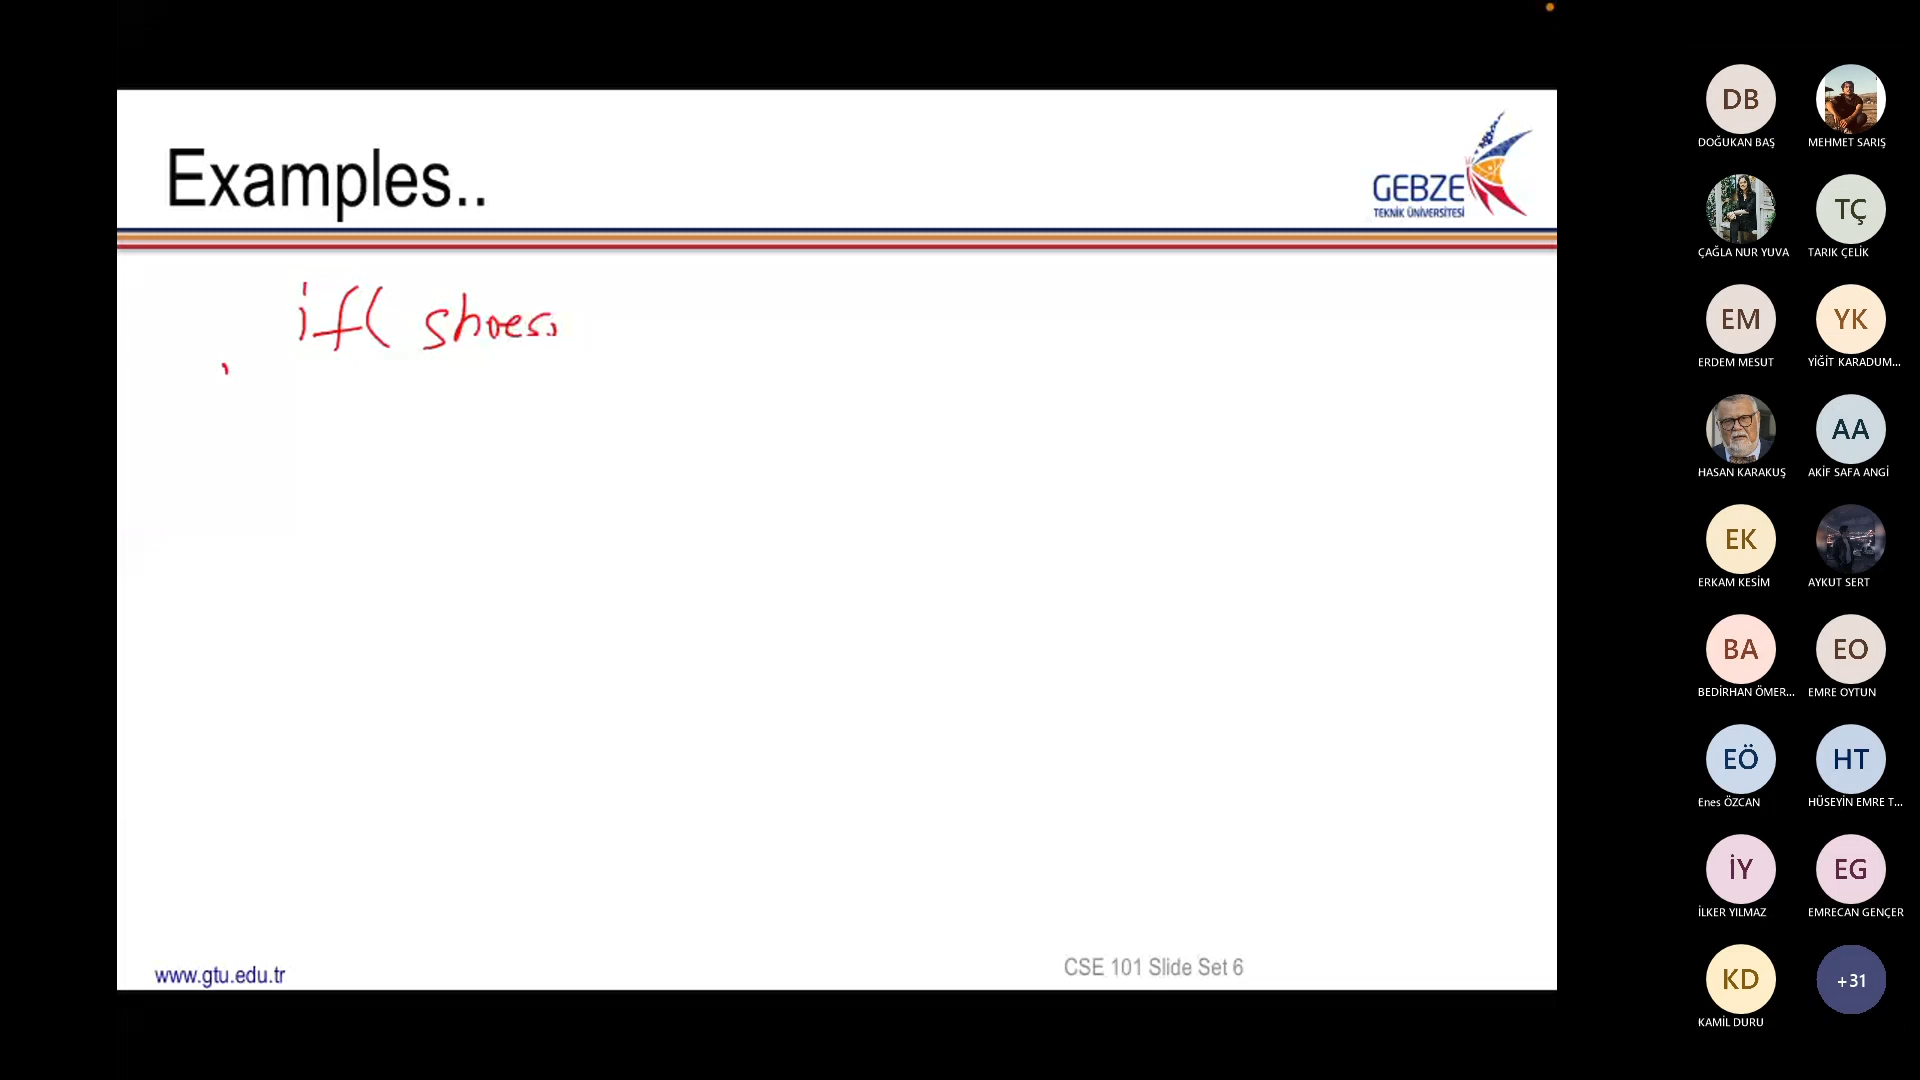 Examples..
GEBZE
TEKNİK ÜNİVERSİTESİ
if( shoes
www.gtu.edu.tr
CSE 101 Slide Set 6
DB
DOĞUKAN BAŞ
MEHMET SARIŞ
ÇAĞLA NUR YUVA
TÇ
TARIK ÇELİK
EM
ERDEM MESUT
YK
YİĞİT KARADUM...
HASAN KARAKUŞ
AA
AKİF SAFA ANGİ
EK
ERKAM KESİM
AYKUT SERT
BA
BEDİRHAN ÖMER...
EO
EMRE OYTUN
EÖ
Enes ÖZCAN
HT
HÜSEYİN EMRE T...
İY
İLKER YILMAZ
EG
EMRECAN GENÇER
KD
KAMİL DURU
+31